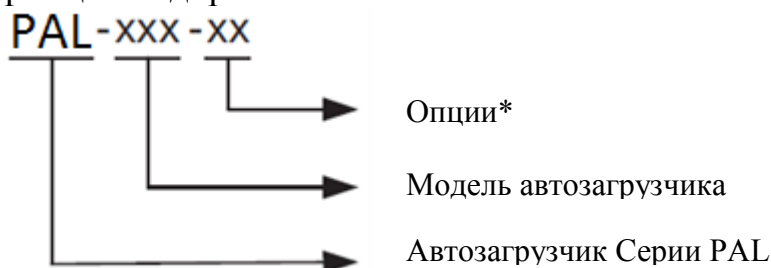 PAL-xxx-xx
Опции*
Модель автозагрузчика
Автозагрузчик Серии PAL